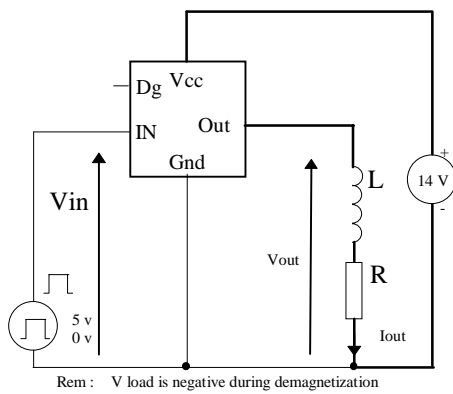 Vcc
Dg
IN
Out
Gnd
+
14 V
-
L
Vin
Vout
R
5 v
0 v
Iout
Rem : V load is negative during demagnetization